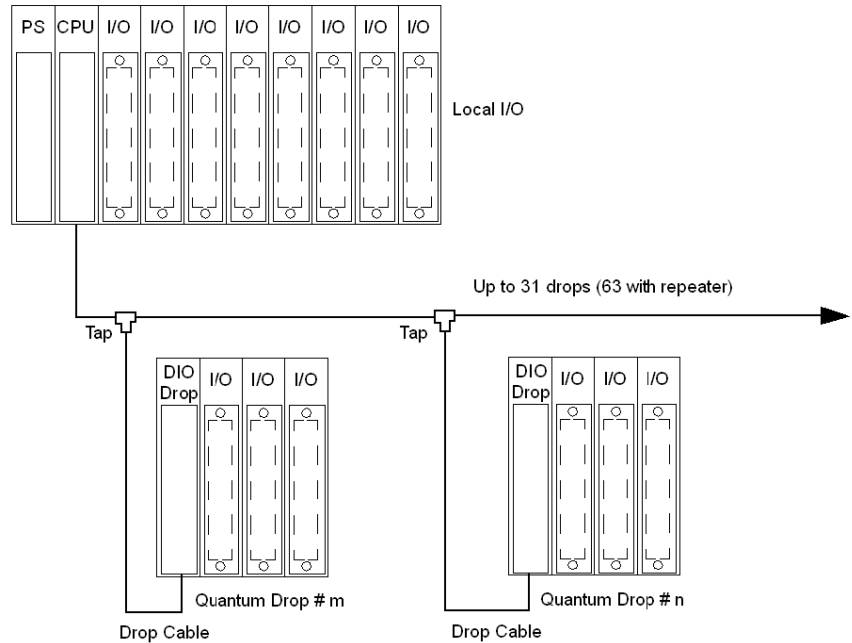 PS CPU I/O I/O I/O I/O I/O I/O I/O I/O
Local I/O
Up to 31 drops (63 with repeater)
Tap
Tap
DIO
Drop I/O I/O I/O
DIO
Drop I/O I/O I/O
Quantum Drop # m
Quantum Drop # n
Drop Cable
Drop Cable